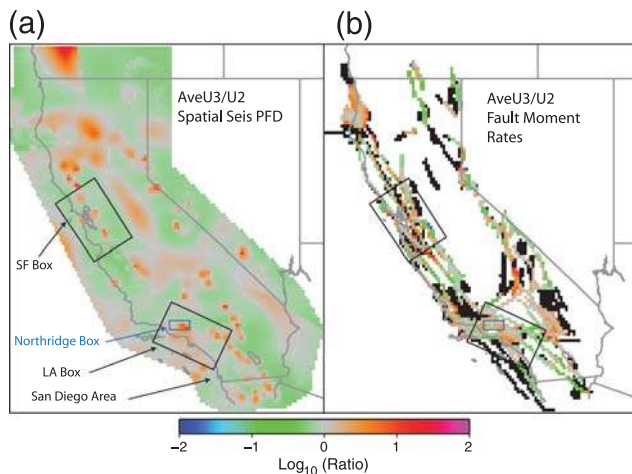 (a)
AveU3/U2
Spatial Seis PFD
SF Box
Northridge Box
LA Box
San Diego Area
(b)
AveU3/U2
Fault Moment
Rates
−2 −1 0 1 2
Log10 (Ratio)